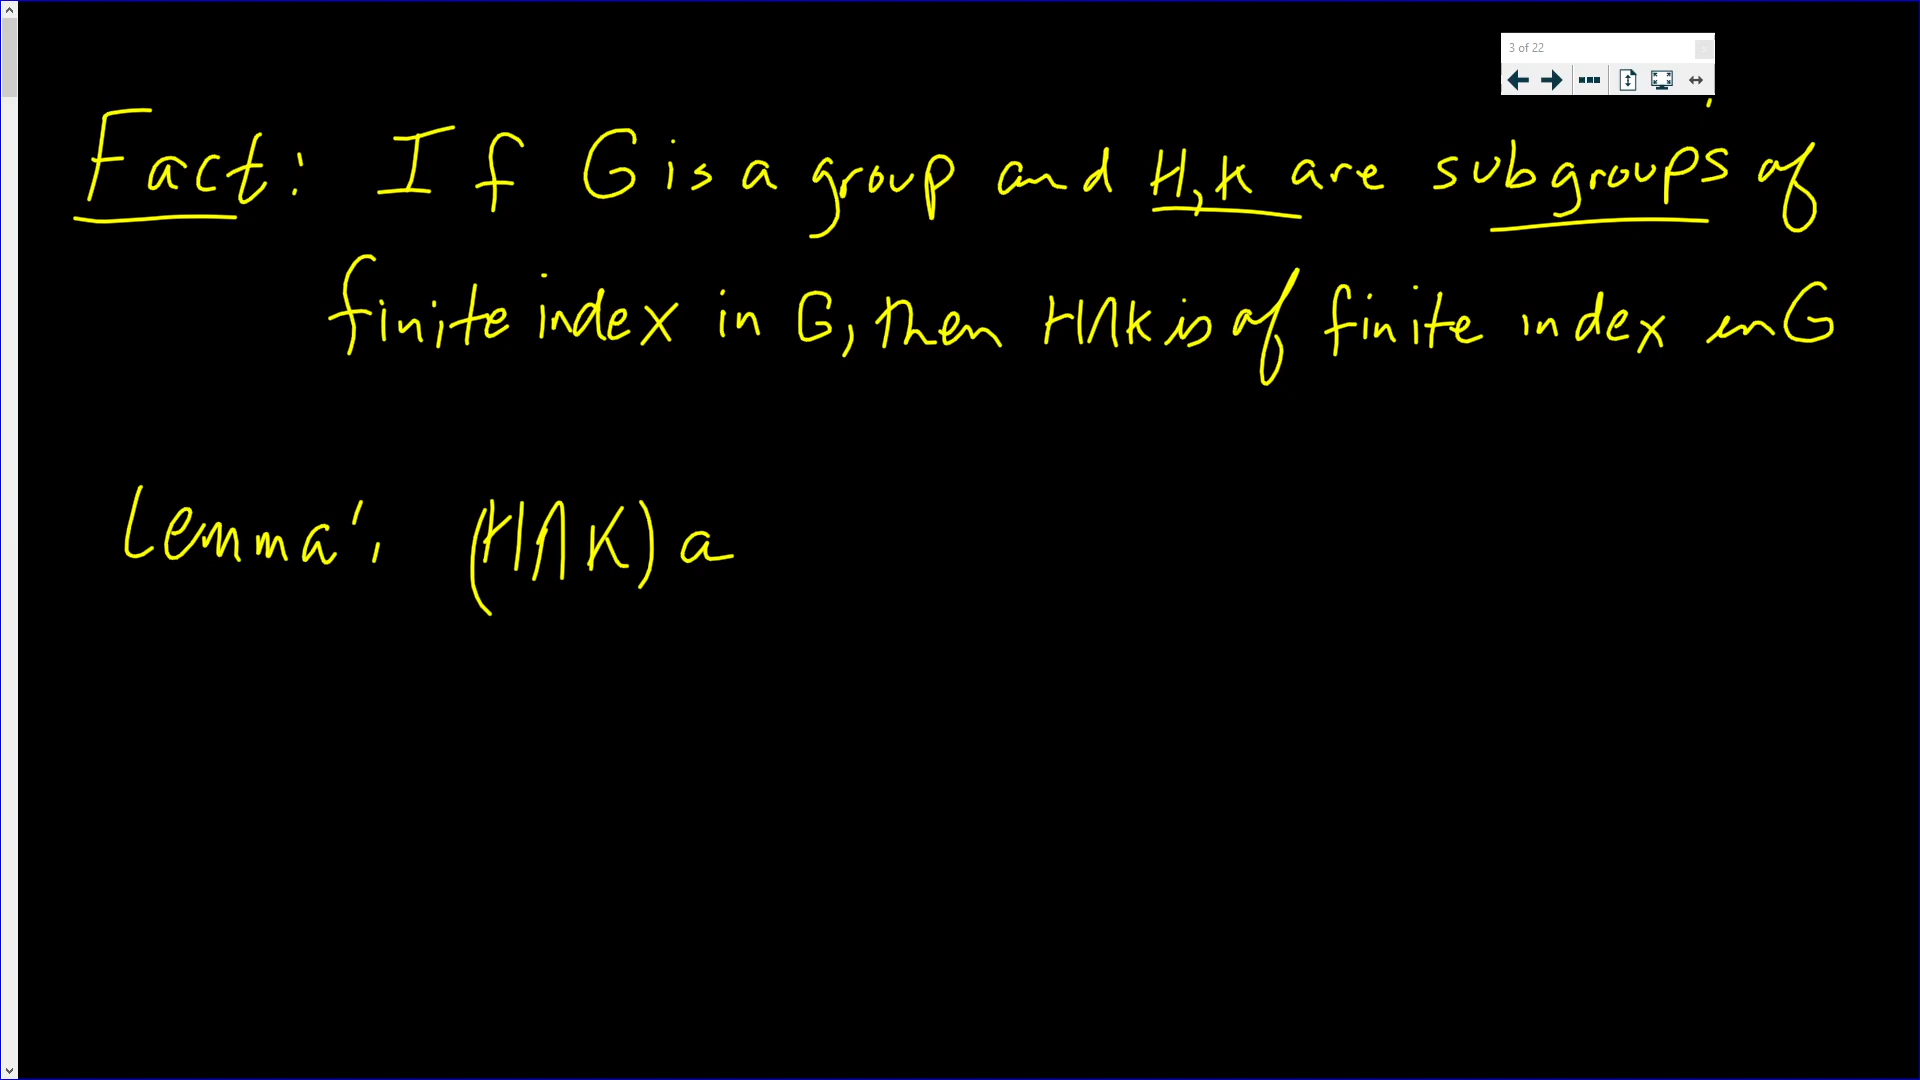 3 of 22
Fact: If G is a group and H, K are subgroups of
finite index in G, then H∩K is of finite index in G
Lemma: (H∩K) a